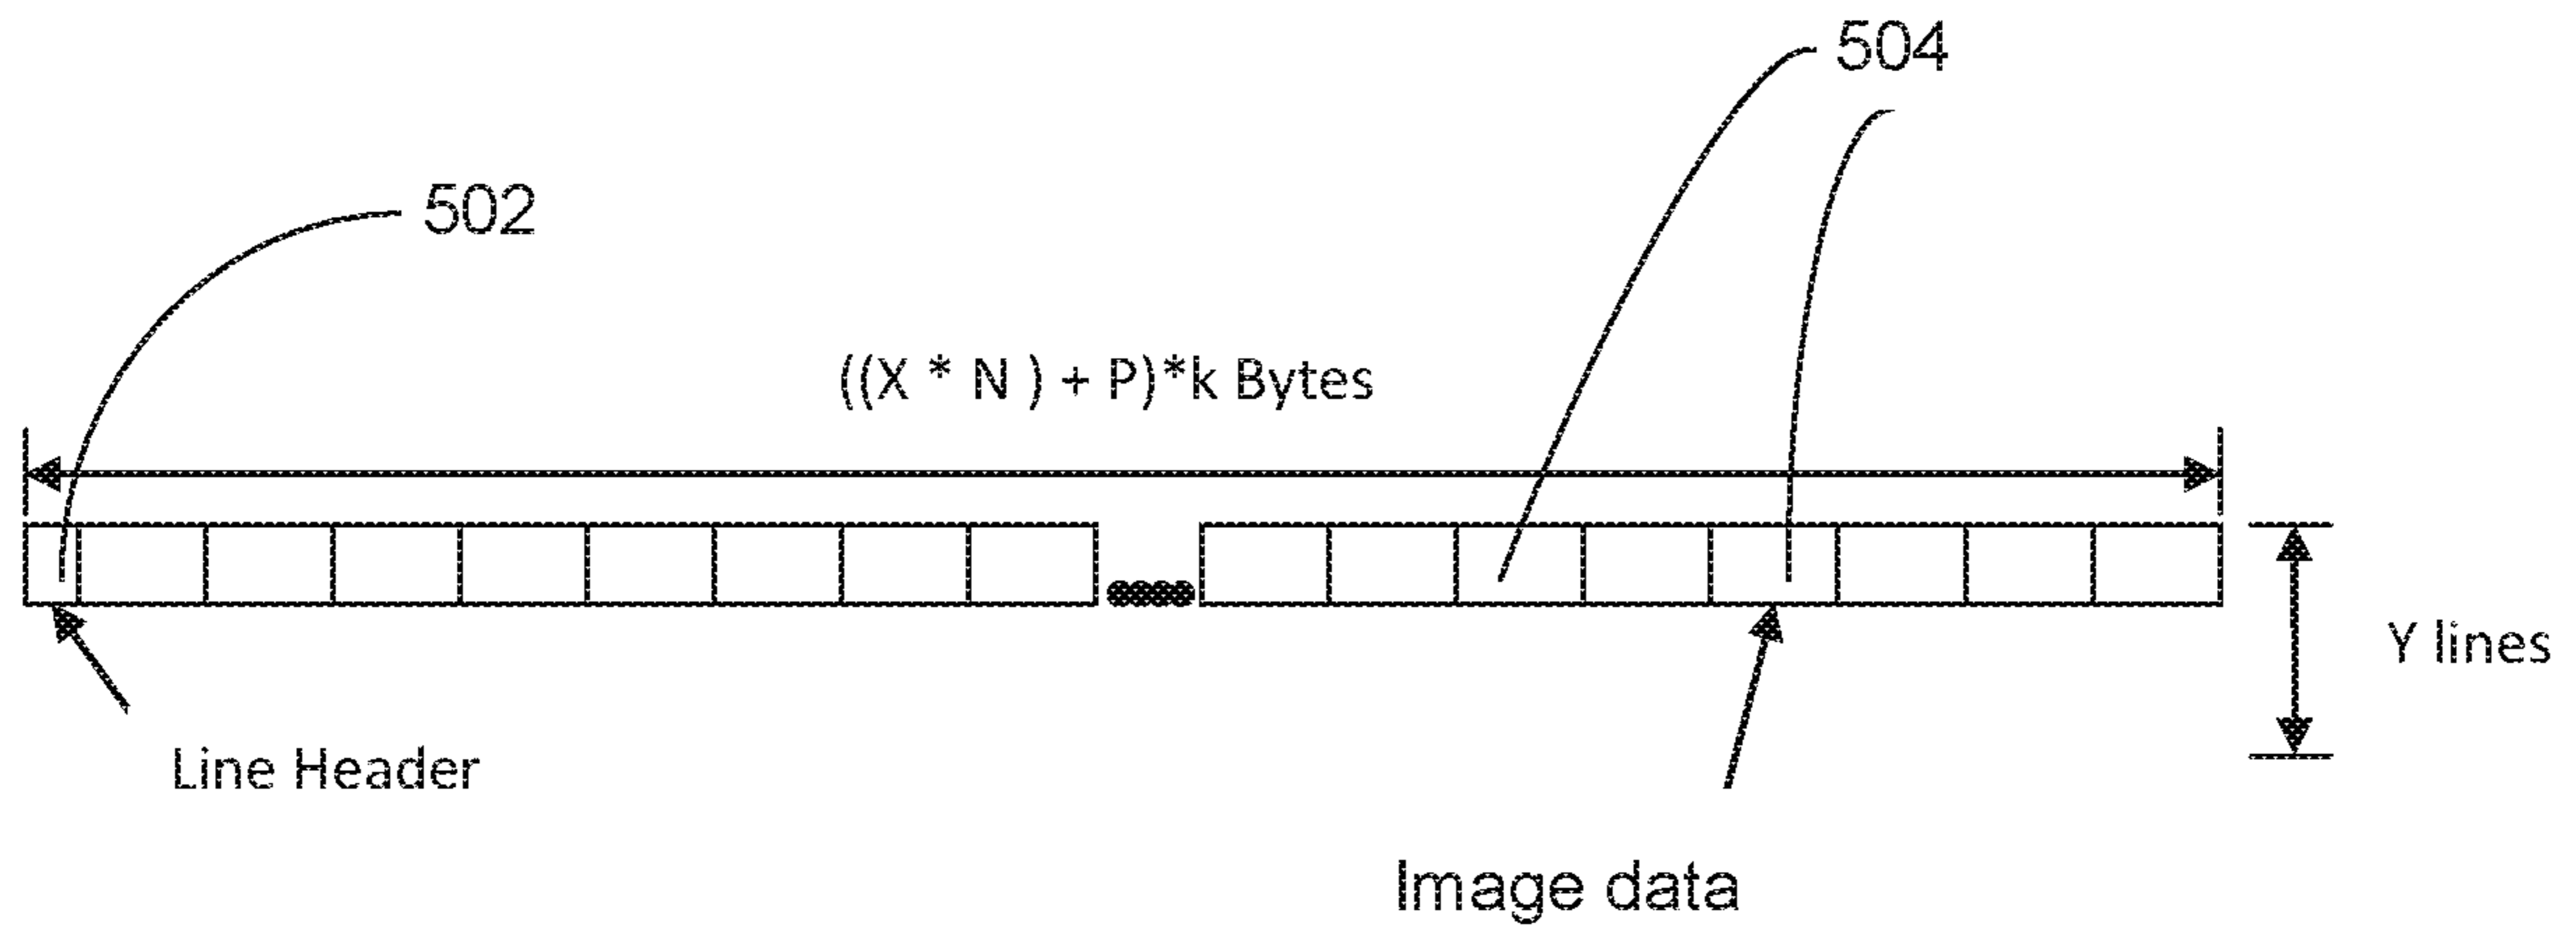 504
502
((X * N ) + P)*k Bytes
Y lines
Line Header
Image data